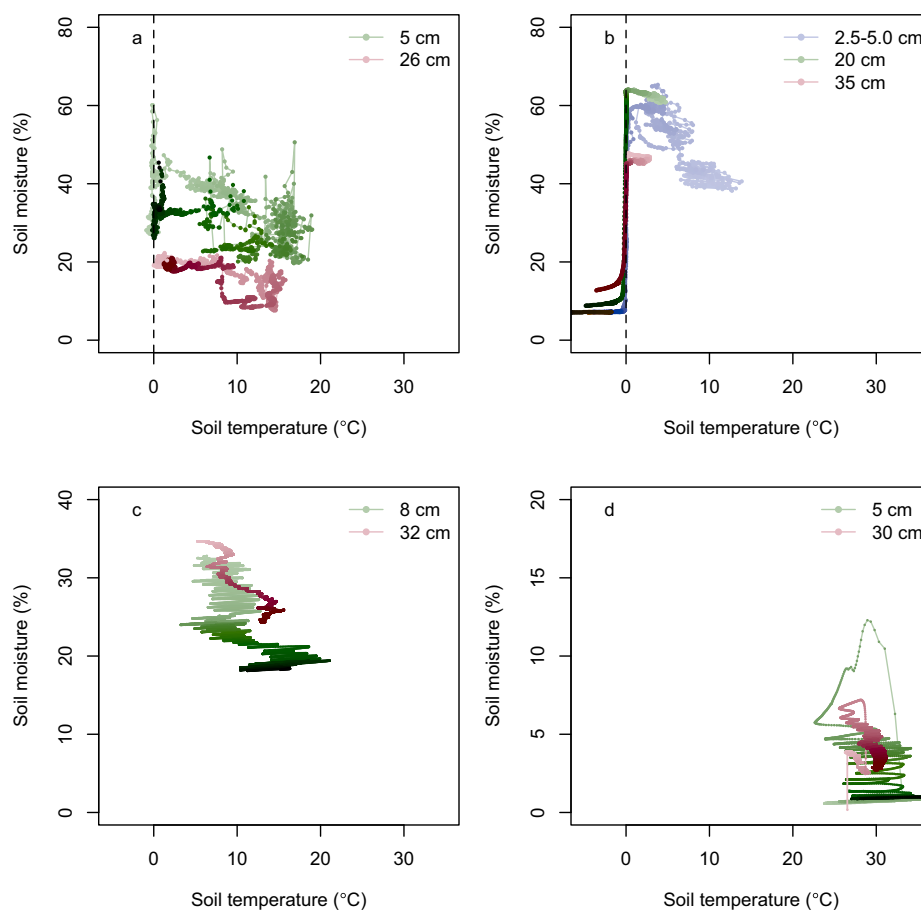 a
5 cm
26 cm
80
60
40
20
0
Soil moisture (%)
0 10 20 30
Soil temperature (°C)
b
2.5-5.0 cm
20 cm
35 cm
80
60
40
20
0
Soil moisture (%)
0 10 20 30
Soil temperature (°C)
c
8 cm
32 cm
40
30
20
10
0
Soil moisture (%)
0 10 20 30
Soil temperature (°C)
d
5 cm
30 cm
20
15
10
5
0
Soil moisture (%)
0 10 20 30
Soil temperature (°C)